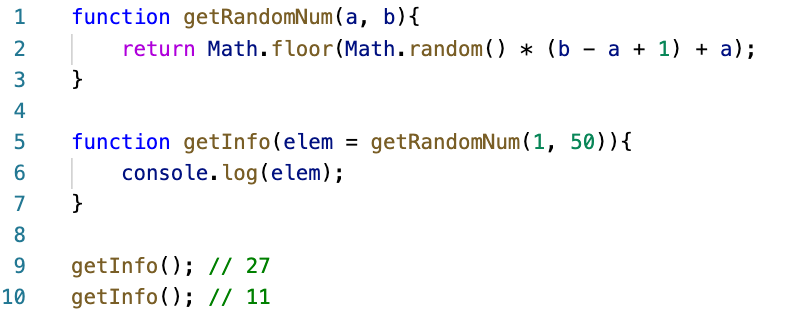 1 function getRandomNum(a, b){
2     return Math.floor(Math.random() * (b - a + 1) + a);
3 }
4
5 function getInfo(elem = getRandomNum(1, 50)){
6     console.log(elem);
7 }
8
9 getInfo(); // 27
10 getInfo(); // 11